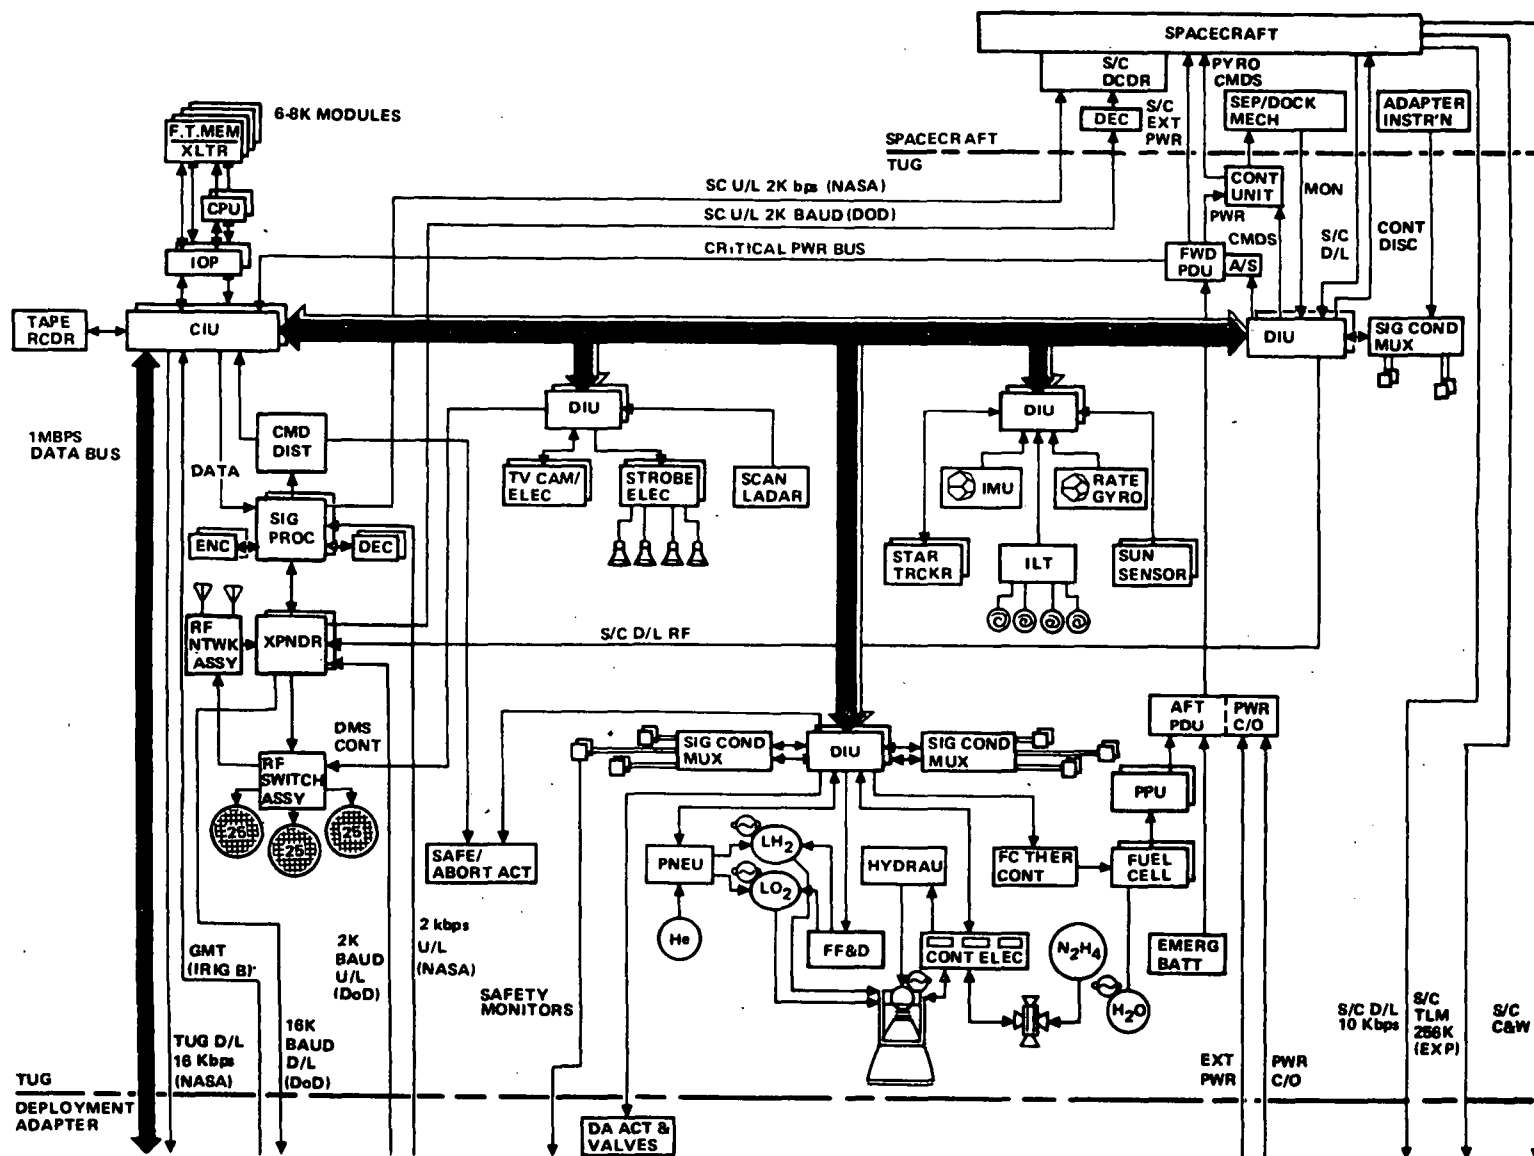 SPACECRAFT
S/C
DCDR
PYRO
CMDS
6-8K MODULES
F.T.MEM
XLTR
DEC
S/C
EXT
PWR
SEP/DOCK
MECH
ADAPTER
INSTR'N
SPACECRAFT
TUG
CPU
SC U/L 2K bps (NASA)
CONT
UNIT
MON
SC U/L 2K BAUD (DOD)
PWR
IOP
CRITICAL PWR BUS
FWD
PDU
CMDS
A/S
S/C
D/L
CONT
DISC
TAPE
RCDR
CIU
DIU
SIG COND
MUX
1MBPS
DATA BUS
CMD
DIST
DATA
DIU
DIU
TV CAM/
ELEC
STROBE
ELEC
SCAN
LADAR
IMU
RATE
GYRO
SIG
PROC
ENC
DEC
STAR
TRCKR
ILT
SUN
SENSOR
RF
NTWK
ASSY
XPNDR
S/C D/L RF
DMS
CONT
RF
SWITCH
ASSY
SIG COND
MUX
DIU
SIG COND
MUX
AFT
PDU
PWR
C/O
PPU
25
25
25
SAFE/
ABORT ACT
PNEU
LH2
LO2
HYDRAU
FC THER
CONT
FUEL
CELL
He
FF&D
CONT ELEC
N2H4
H2O
EMERG
BATT
GMT
(IRIG B)
2K
BAUD
U/L
(DoD)
2 kbps
U/L
(NASA)
SAFETY
MONITORS
TUG D/L
16 Kbps
(NASA)
16K
BAUD
D/L
(DoD)
EXT
PWR
PWR
C/O
S/C D/L
10 Kbps
S/C
TLM
256K
(EXP)
S/C
C&W
TUG
DEPLOYMENT
ADAPTER
DA ACT &
VALVES